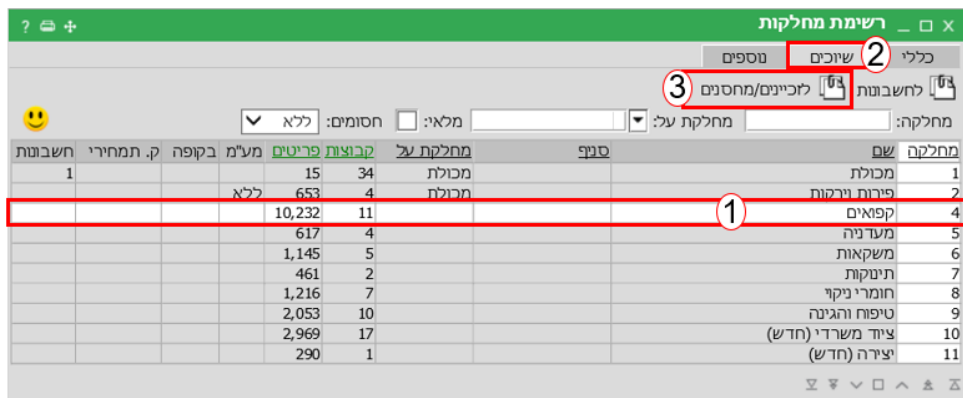 רשימת מחלקות
כללי שיוכים 2 נוספים
לחשבונות לזכיינים/מחסנים 3
מחלקה: מחלקת על: מלאי: חסומים: ללא
מחלקה שם סניף מחלקת על קבוצות פריטים מע"מ בקופה ק. תמחירי חשבונות
1 מכולת מכולת 34 15 1
2 פירות וירקות מכולת 4 653 ללא
4 קפואים 1 11 10,232
5 מעדניה 4 617
6 משקאות 5 1,145
7 תינוקות 2 461
8 חומרי ניקוי 7 1,216
9 טיפוח והגינה 10 2,053
10 ציוד משרדי (חדש) 17 2,969
11 יצירה (חדש) 1 290